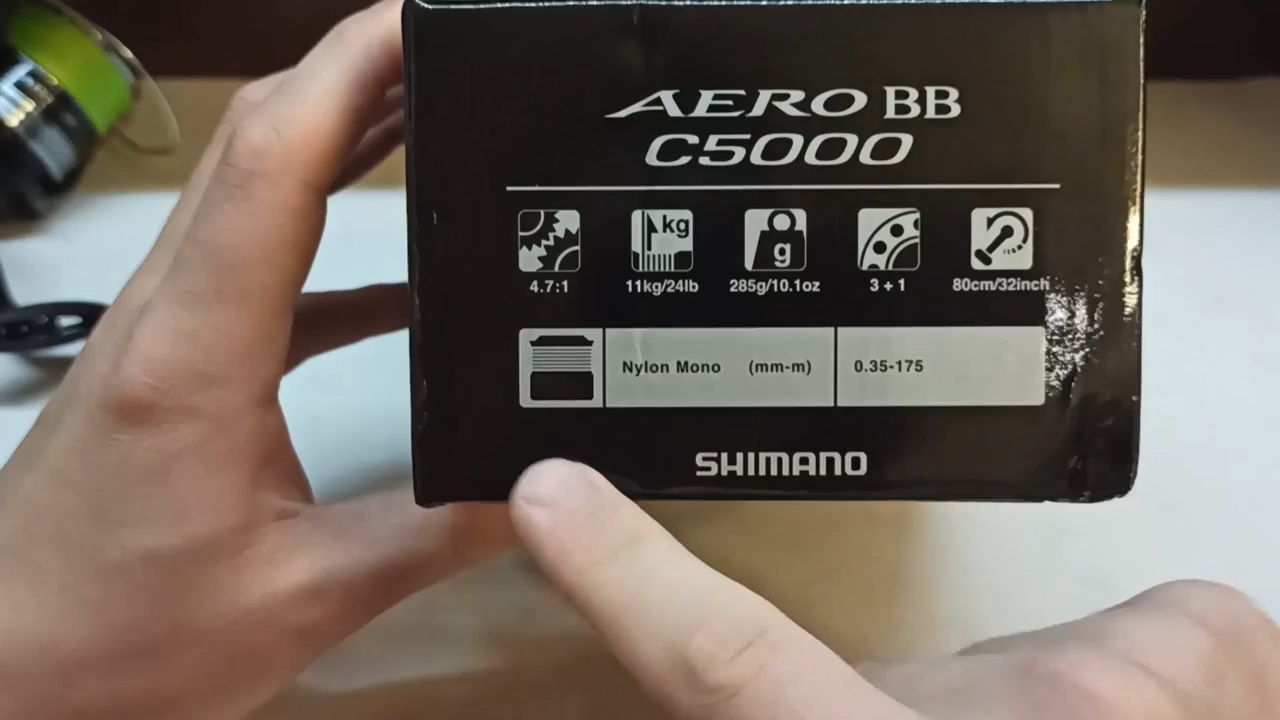 AERO BB
C5000
kg
g
4.7:1 11kg/24lb 285g/10.1oz 3 + 1 80cm/32inch
Nylon Mono (mm-m) 0.35-175
SHIMANO